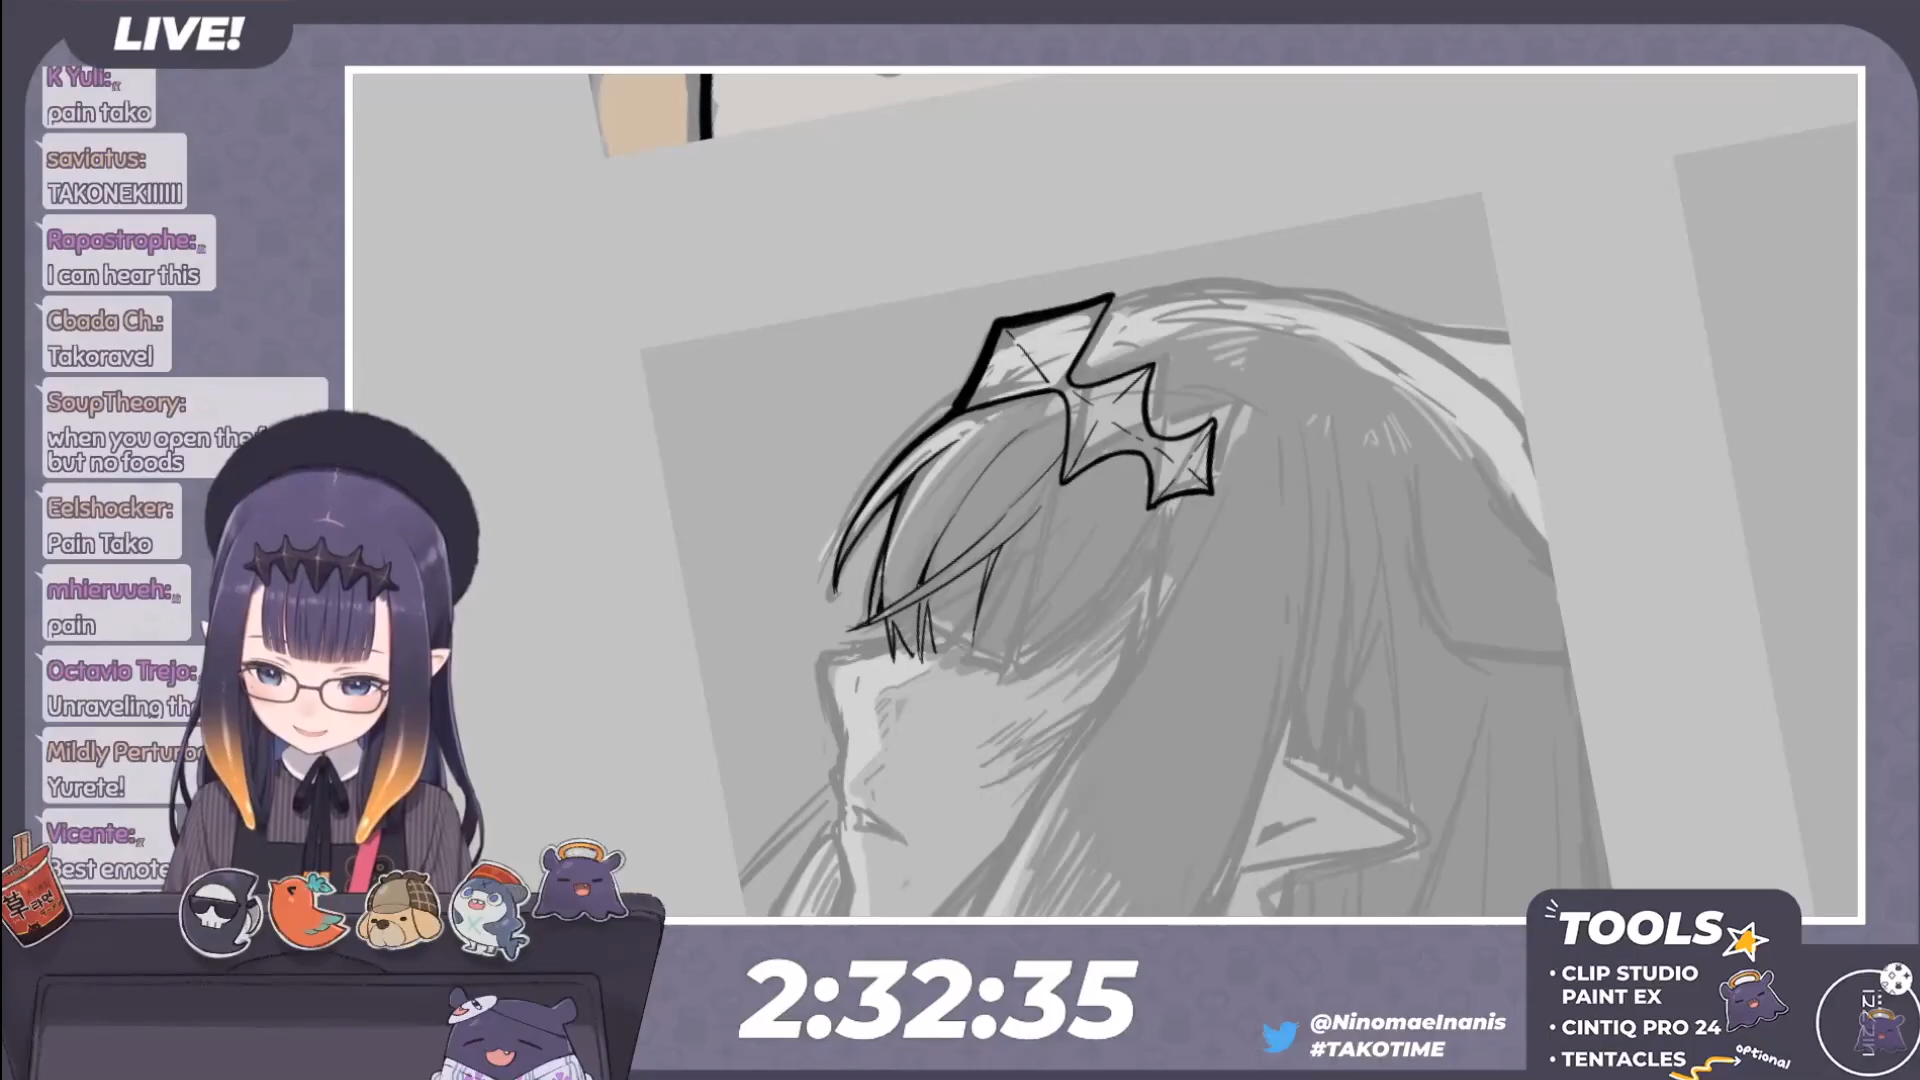 LIVE!
K Yuli:
pain tako
saviatus:
TAKONEKIIIIII
Rapostrophe:
I can hear this
Cbada Ch.:
Takoravel
SoupTheory:
when you open the
but no foods
Eelshocker:
Pain Tako
mhieruueh:
pain
Octavio Trejo:
Unraveling
Mildly
Yurete!
Vicente:
Best emote
草
2:32:35
@NinomaeInanis
#TAKOTIME
TOOLS
• CLIP STUDIO
PAINT EX
• CINTIQ PRO 24
• TENTACLES
optional